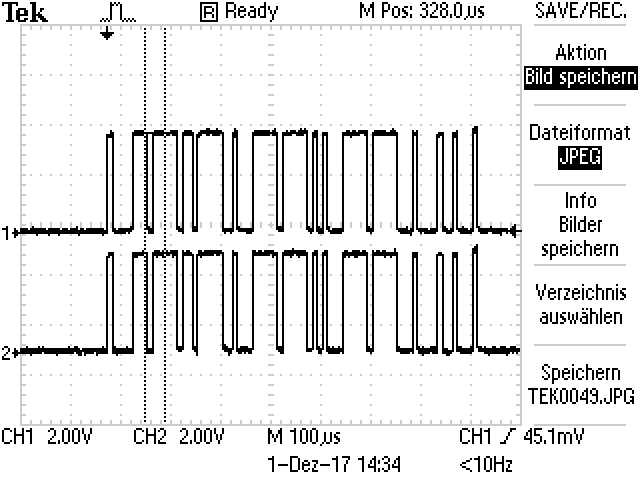 Tek
R Ready
M Pos: 328.0µs
SAVE/REC.
Aktion
Bild speichern
Dateiformat
JPEG
Info
Bilder
speichern
Verzeichnis
auswählen
Speichern
TEK0049.JPG
1
2
CH1 2.00V
CH2 2.00V
M 100µs
CH1
45.1mV
1-Dez-17 14:34
<10Hz